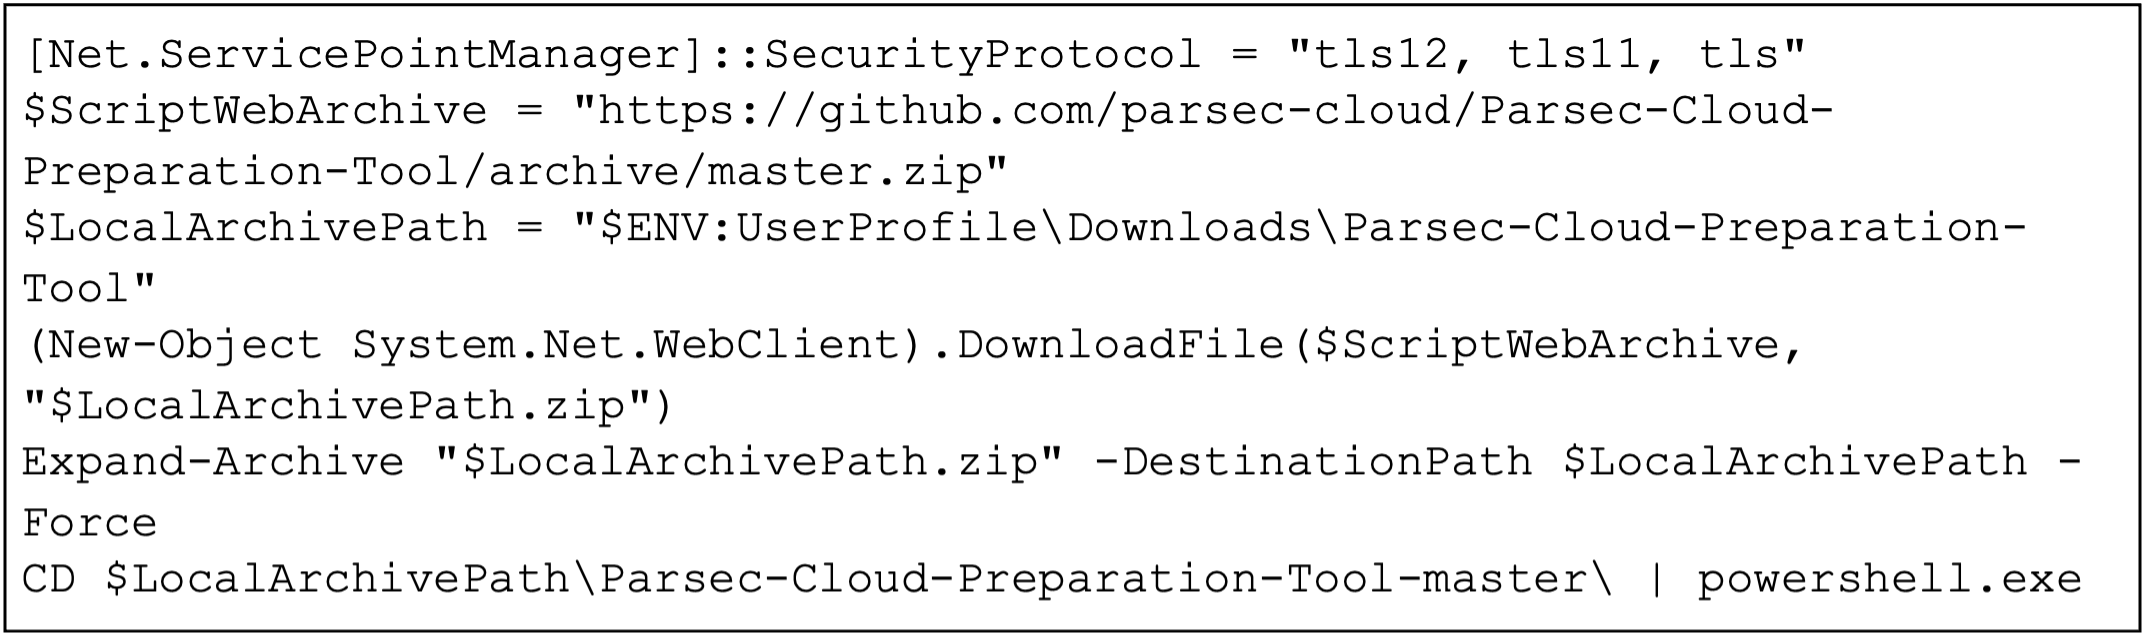 [Net.ServicePointManager]::SecurityProtocol = "tls12, tls11, tls"
$ScriptWebArchive = "https://github.com/parsec-cloud/Parsec-Cloud-
Preparation-Tool/archive/master.zip"
$LocalArchivePath = "$ENV:UserProfile\Downloads\Parsec-Cloud-Preparation-
Tool"
(New-Object System.Net.WebClient).DownloadFile($ScriptWebArchive,
"$LocalArchivePath.zip")
Expand-Archive "$LocalArchivePath.zip" -DestinationPath $LocalArchivePath -
Force
CD $LocalArchivePath\Parsec-Cloud-Preparation-Tool-master\ | powershell.exe